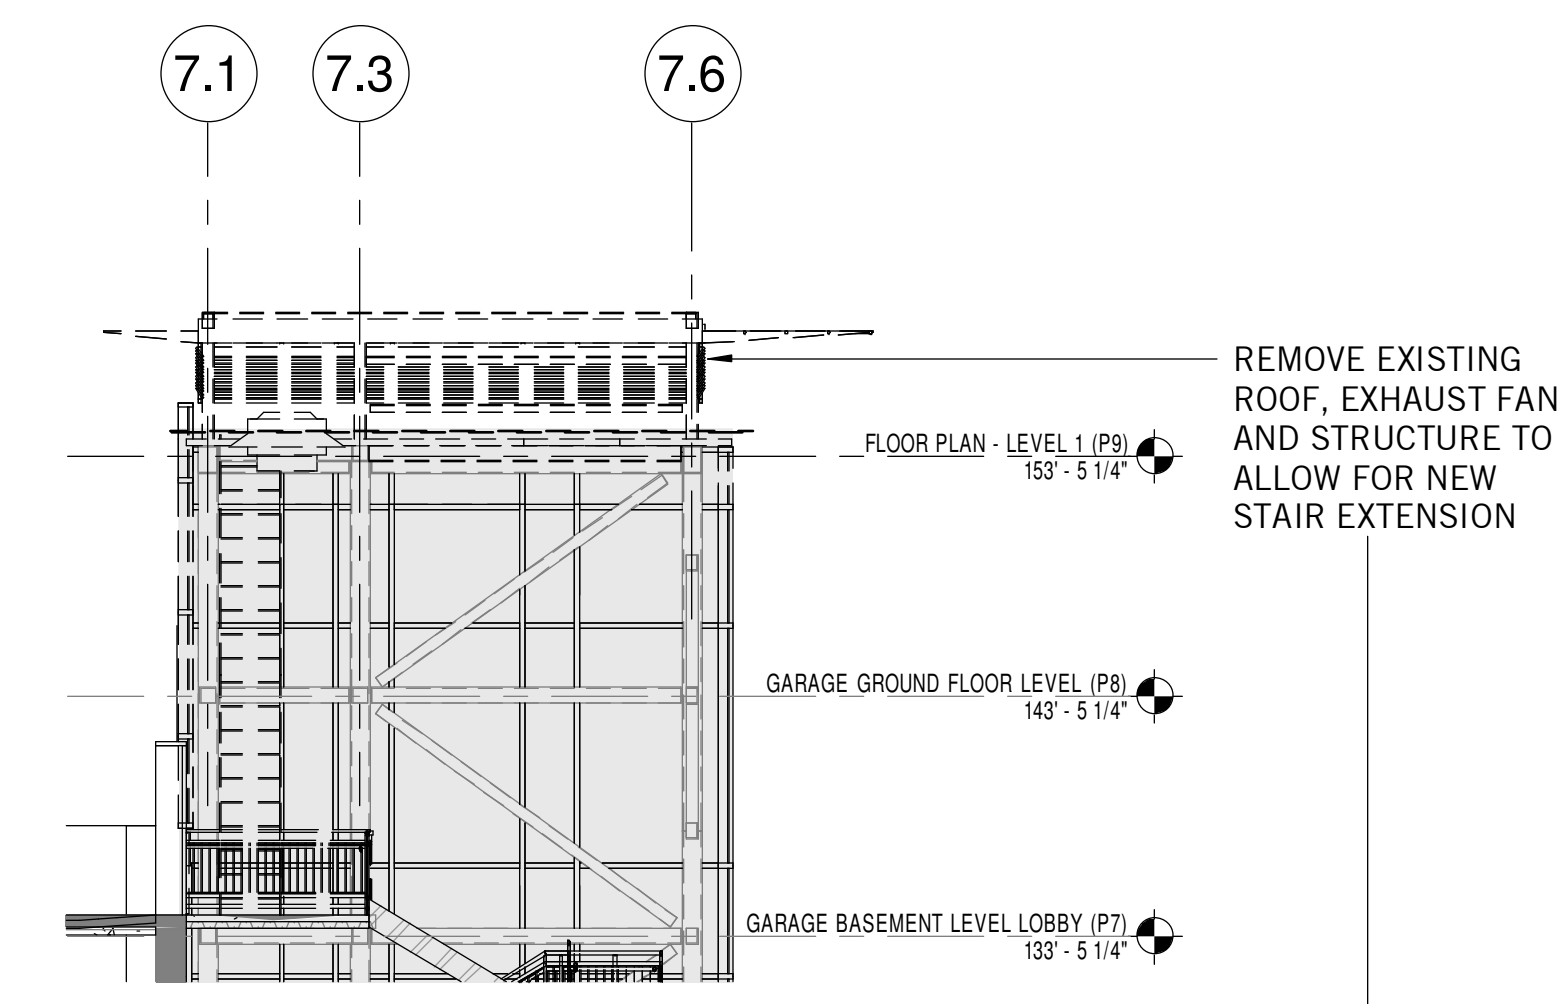 7.1
7.3
7.6
REMOVE EXISTING
ROOF, EXHAUST FAN
AND STRUCTURE TO
ALLOW FOR NEW
STAIR EXTENSION
FLOOR PLAN - LEVEL 1 (P9)
153' - 5 1/4"
GARAGE GROUND FLOOR LEVEL (P8)
143' - 5 1/4"
GARAGE BASEMENT LEVEL LOBBY (P7)
133' - 5 1/4"